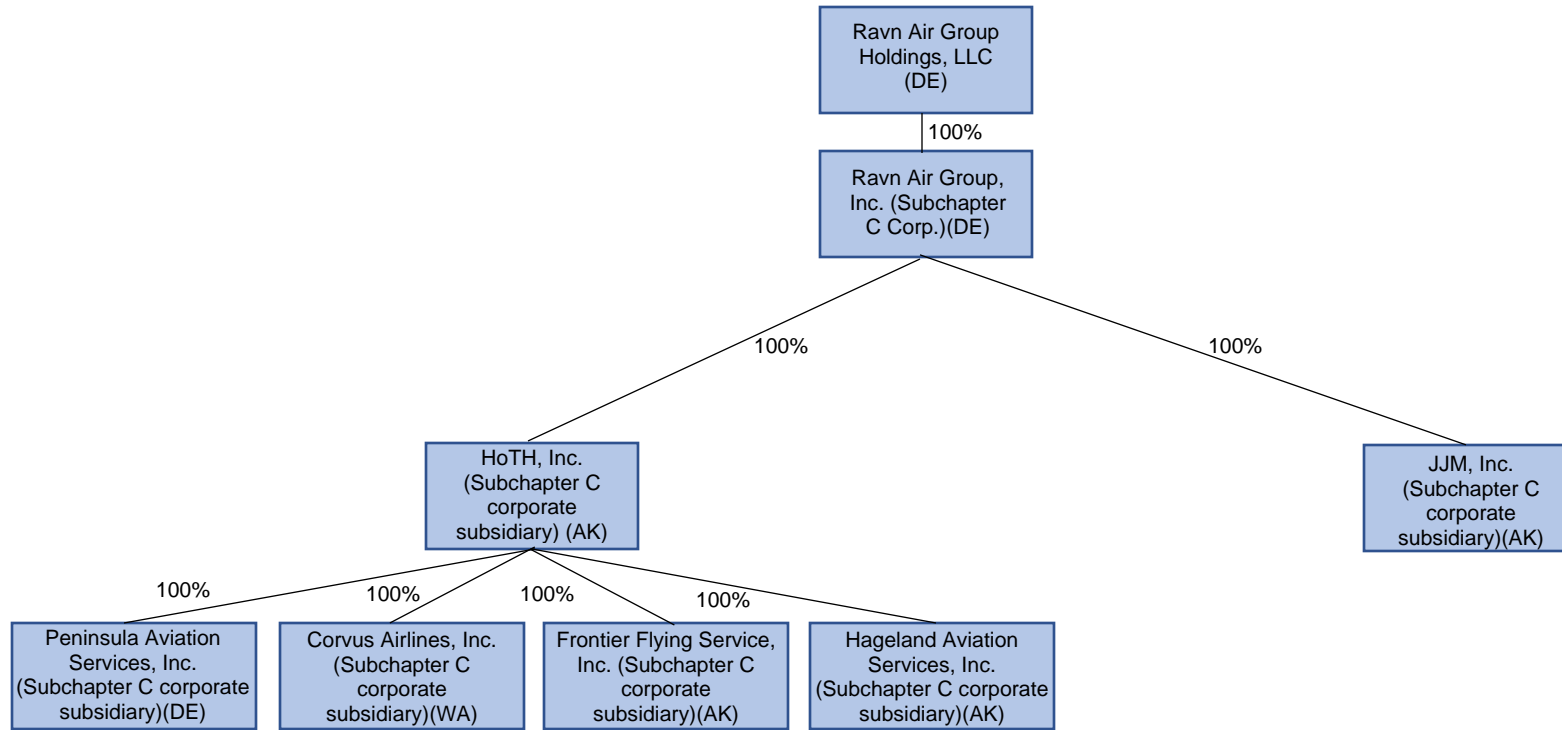 Ravn Air Group
Holdings, LLC
(DE)
100%
Ravn Air Group,
Inc. (Subchapter
C Corp.)(DE)
100%
100%
HoTH, Inc.
(Subchapter C
corporate
subsidiary) (AK)
JJM, Inc.
(Subchapter C
corporate
subsidiary)(AK)
100%
100%
100%
100%
Peninsula Aviation
Services, Inc.
(Subchapter C corporate
subsidiary)(DE)
Corvus Airlines, Inc.
(Subchapter C
corporate
subsidiary)(WA)
Frontier Flying Service,
Inc. (Subchapter C
corporate
subsidiary)(AK)
Hageland Aviation
Services, Inc.
(Subchapter C corporate
subsidiary)(AK)